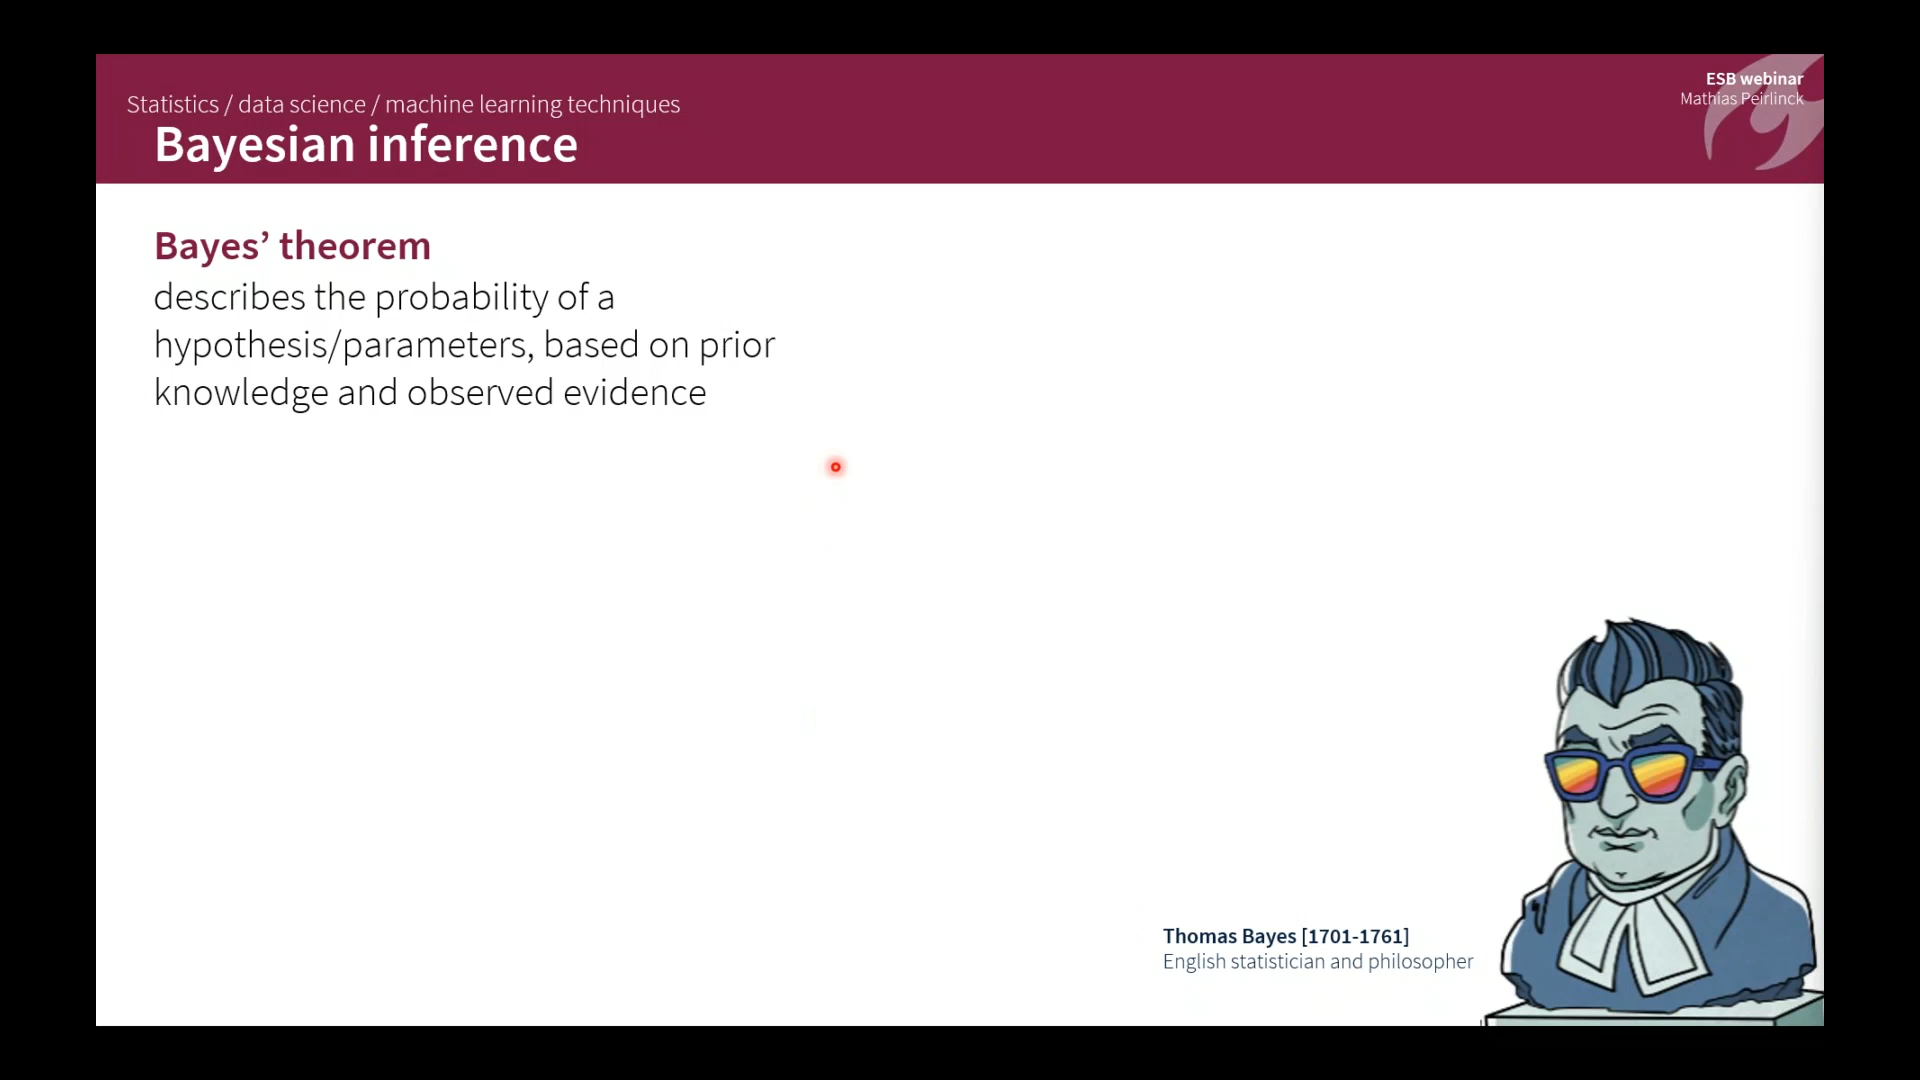 Statistics / data science / machine learning techniques
Bayesian inference
ESB webinar
Mathias Peirlinck
Bayes’ theorem
describes the probability of a
hypothesis/parameters, based on prior
knowledge and observed evidence
Thomas Bayes [1701-1761]
English statistician and philosopher